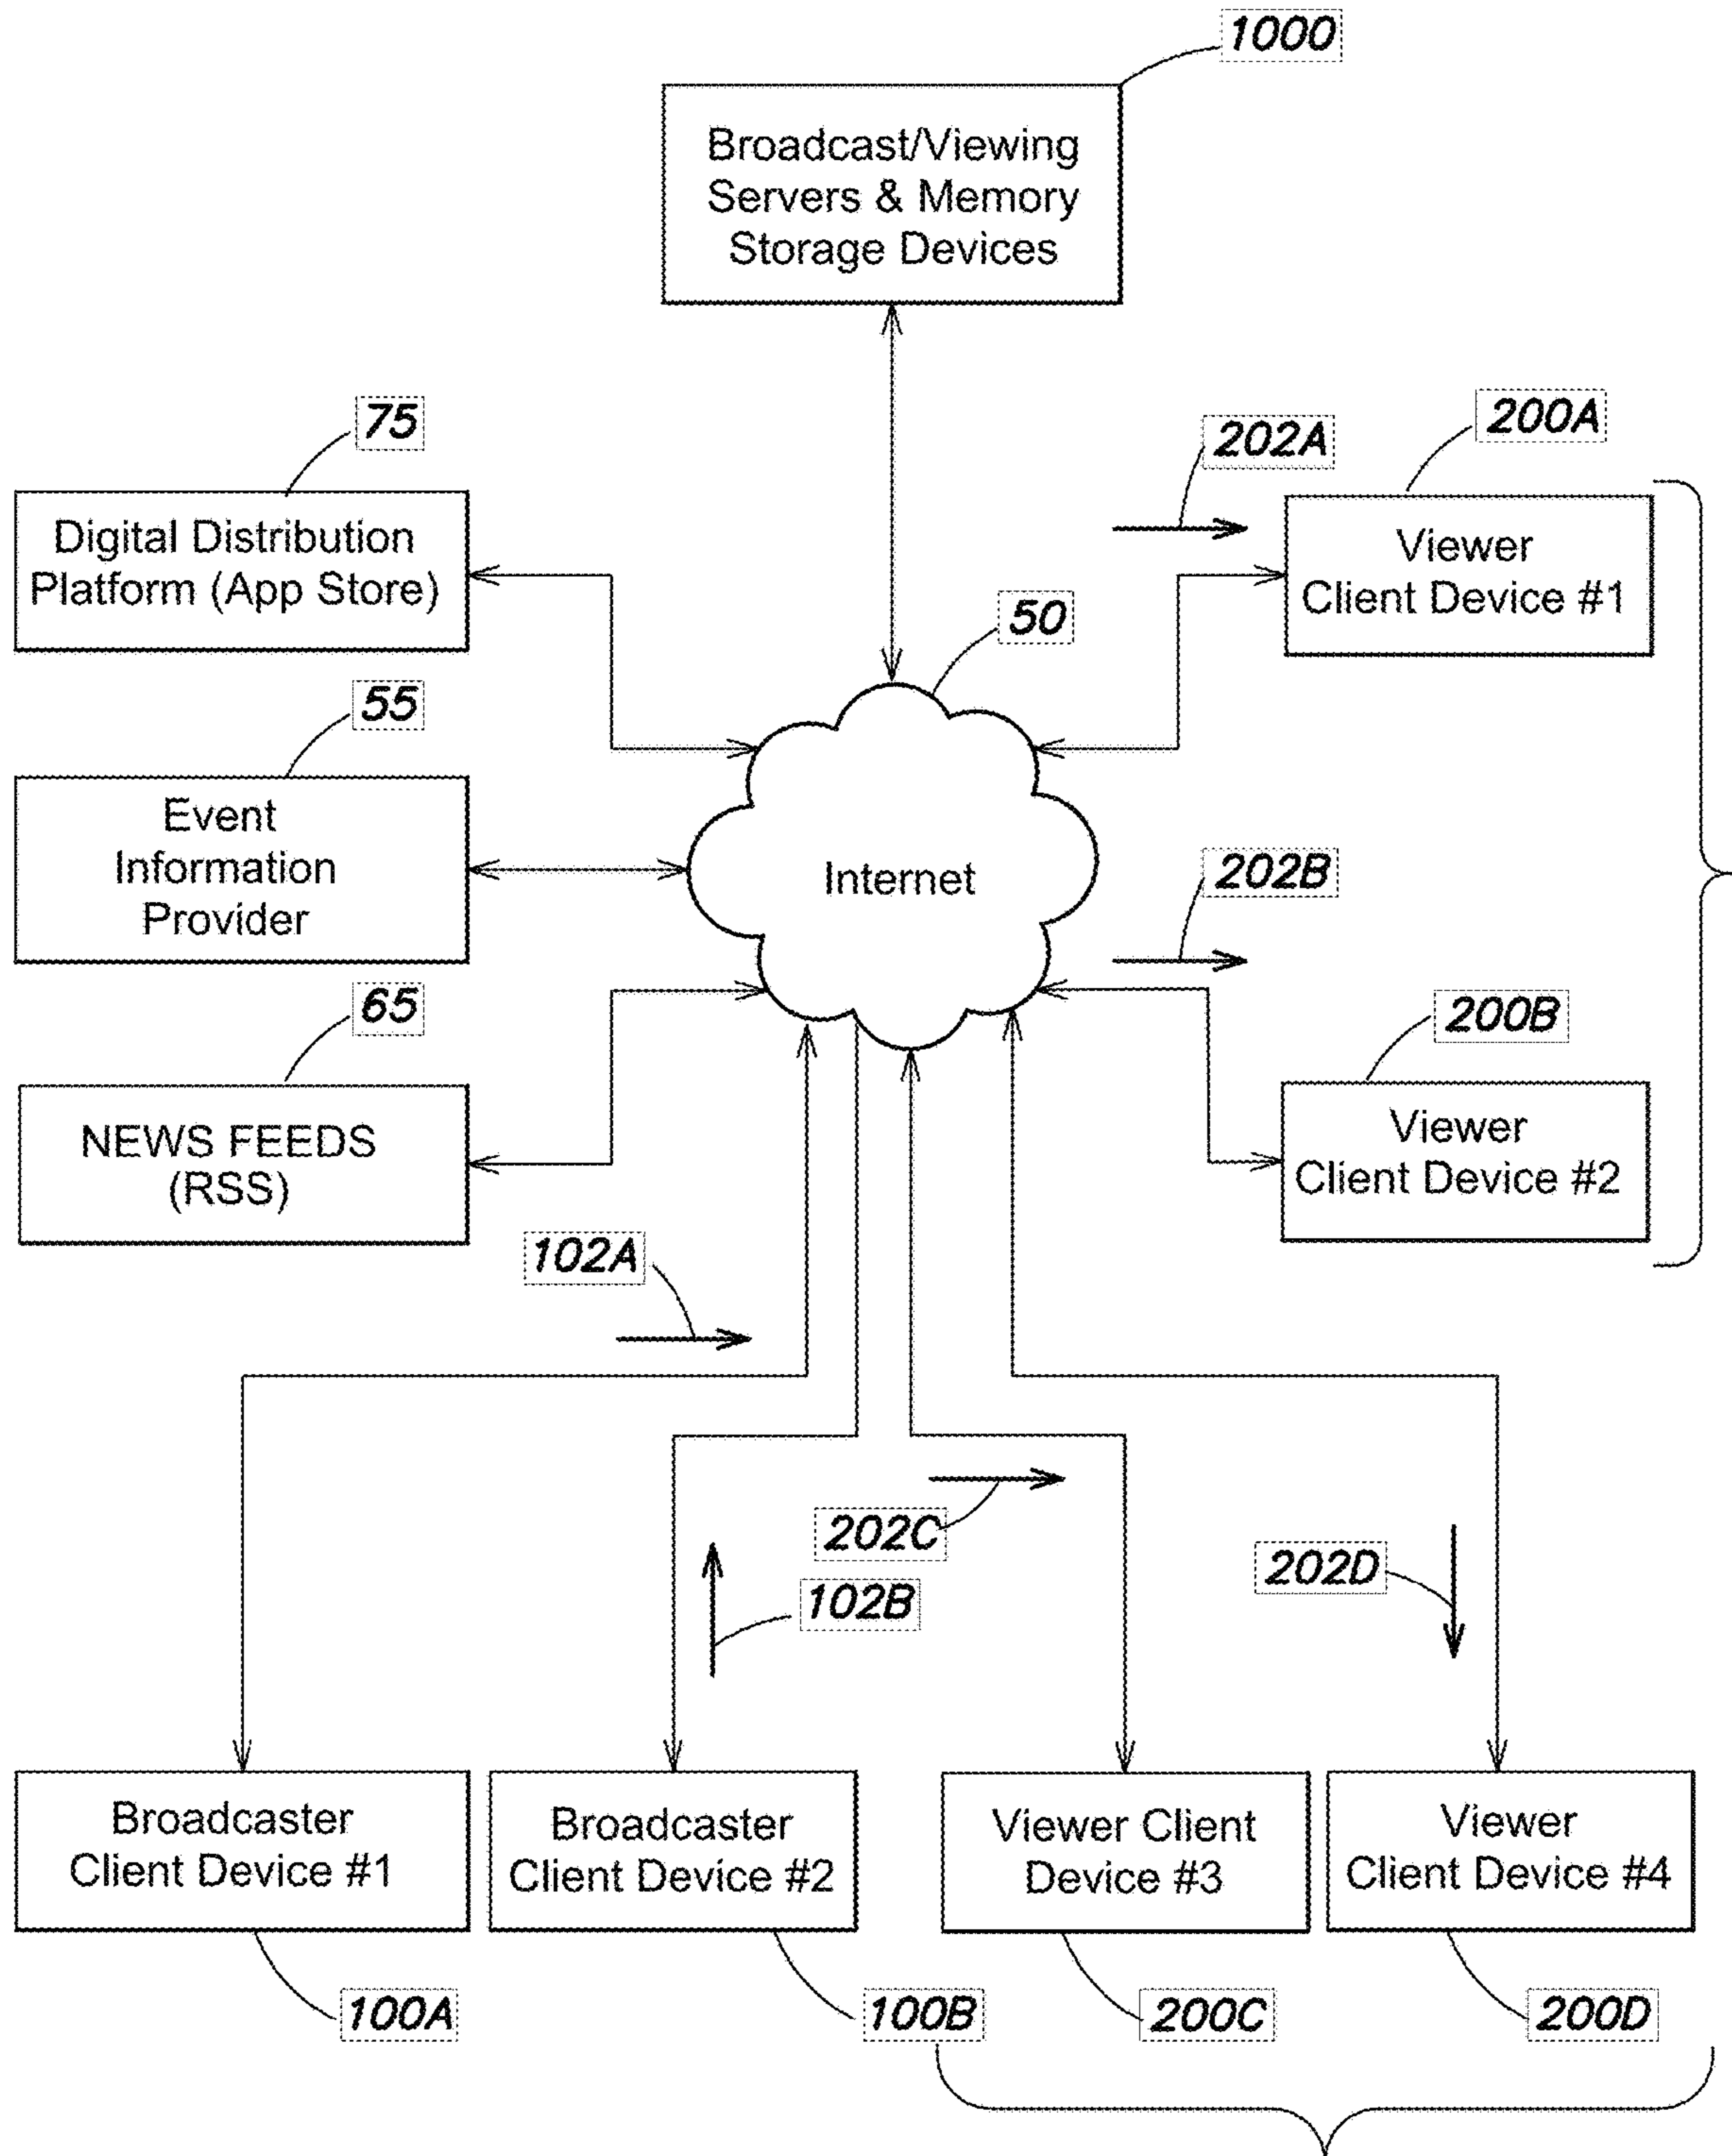 1000
Broadcast/Viewing
Servers & Memory
Storage Devices
75
Digital Distribution
Platform (App Store)
202A
200A
Viewer
Client Device #1
50
55
Event
Information
Provider
Internet
202B
65
NEWS FEEDS
(RSS)
200B
Viewer
Client Device #2
102A
202C
102B
202D
Broadcaster
Client Device #1
Broadcaster
Client Device #2
Viewer Client
Device #3
Viewer
Client Device #4
100A
100B
200C
200D